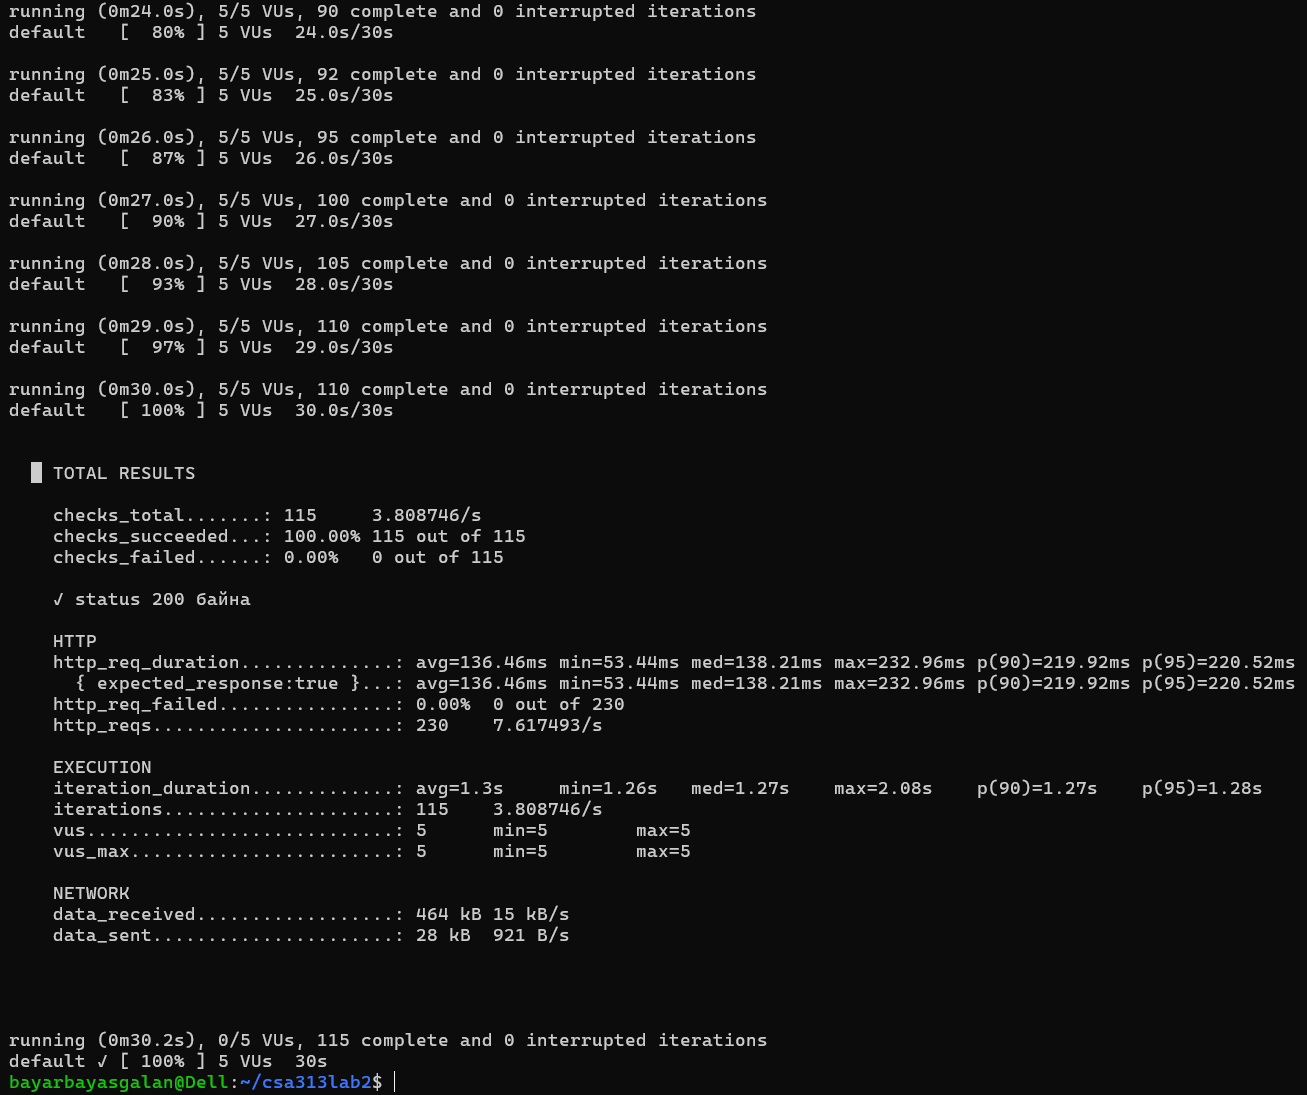 running (0m24.0s), 5/5 VUs, 90 complete and 0 interrupted iterations
default   [  80% ] 5 VUs  24.0s/30s
running (0m25.0s), 5/5 VUs, 92 complete and 0 interrupted iterations
default   [  83% ] 5 VUs  25.0s/30s
running (0m26.0s), 5/5 VUs, 95 complete and 0 interrupted iterations
default   [  87% ] 5 VUs  26.0s/30s
running (0m27.0s), 5/5 VUs, 100 complete and 0 interrupted iterations
default   [  90% ] 5 VUs  27.0s/30s
running (0m28.0s), 5/5 VUs, 105 complete and 0 interrupted iterations
default   [  93% ] 5 VUs  28.0s/30s
running (0m29.0s), 5/5 VUs, 110 complete and 0 interrupted iterations
default   [  97% ] 5 VUs  29.0s/30s
running (0m30.0s), 5/5 VUs, 110 complete and 0 interrupted iterations
default   [ 100% ] 5 VUs  30.0s/30s
█ TOTAL RESULTS
checks_total.......: 115     3.808746/s
checks_succeeded...: 100.00% 115 out of 115
checks_failed......: 0.00%   0 out of 115
✓ status 200 байна
HTTP
http_req_duration..............: avg=136.46ms min=53.44ms med=138.21ms max=232.96ms p(90)=219.92ms p(95)=220.52ms
{ expected_response:true }...: avg=136.46ms min=53.44ms med=138.21ms max=232.96ms p(90)=219.92ms p(95)=220.52ms
http_req_failed................: 0.00%  0 out of 230
http_reqs......................: 230    7.617493/s
EXECUTION
iteration_duration.............: avg=1.3s     min=1.26s   med=1.27s    max=2.08s    p(90)=1.27s    p(95)=1.28s
iterations.....................: 115    3.808746/s
vus............................: 5      min=5        max=5
vus_max........................: 5      min=5        max=5
NETWORK
data_received..................: 464 kB 15 kB/s
data_sent......................: 28 kB  921 B/s
running (0m30.2s), 0/5 VUs, 115 complete and 0 interrupted iterations
default ✓ [ 100% ] 5 VUs  30s
bayarbayasgalan@Dell:~/csa313lab2$